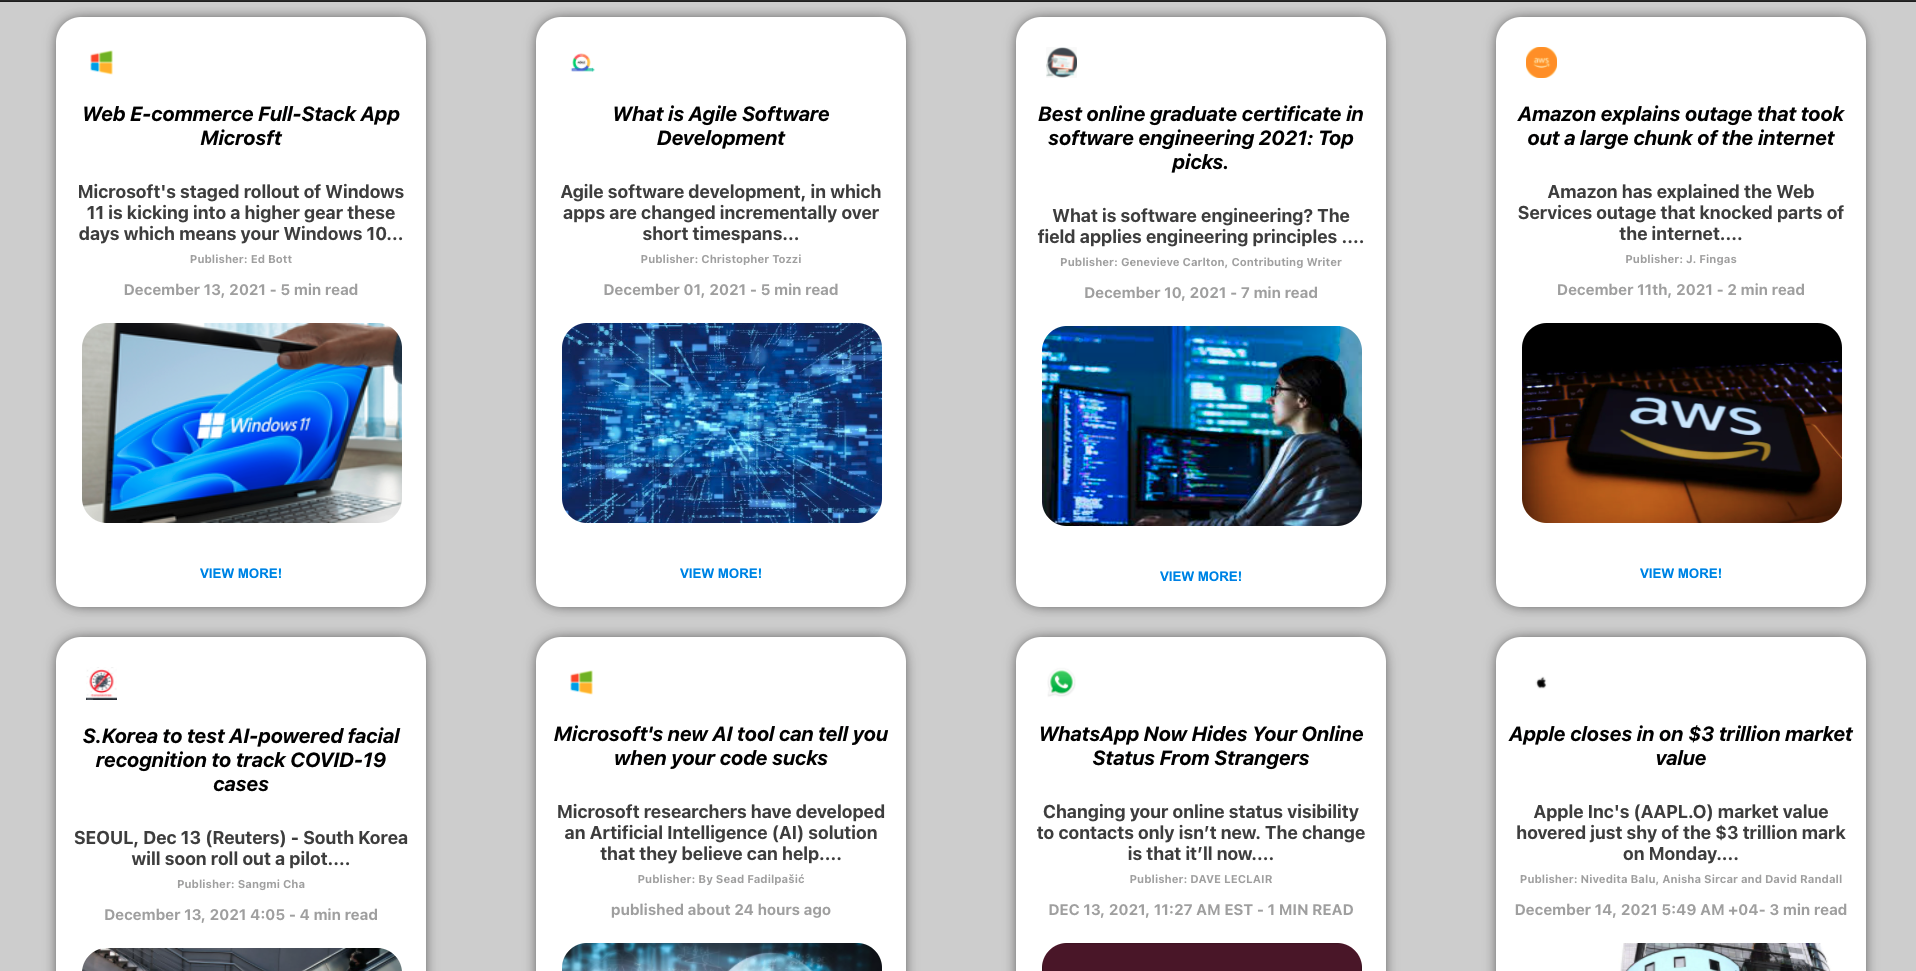 Web E-commerce Full-Stack App
Microsft
Microsoft's staged rollout of Windows
11 is kicking into a higher gear these
days which means your Windows 10...
Publisher: Ed Bott
December 13, 2021 - 5 min read
Windows 11
VIEW MORE!
What is Agile Software
Development
Agile software development, in which
apps are changed incrementally over
short timespans...
Publisher: Christopher Tozzi
December 01, 2021 - 5 min read
VIEW MORE!
Best online graduate certificate in
software engineering 2021: Top
picks.
What is software engineering? The
field applies engineering principles ....
Publisher: Genevieve Carlton, Contributing Writer
December 10, 2021 - 7 min read
VIEW MORE!
aws
Amazon explains outage that took
out a large chunk of the internet
Amazon has explained the Web
Services outage that knocked parts of
the internet....
Publisher: J. Fingas
December 11th, 2021 - 2 min read
aws
VIEW MORE!
S.Korea to test AI-powered facial
recognition to track COVID-19
cases
SEOUL, Dec 13 (Reuters) - South Korea
will soon roll out a pilot....
Publisher: Sangmi Cha
December 13, 2021 4:05 - 4 min read
Microsoft's new AI tool can tell you
when your code sucks
Microsoft researchers have developed
an Artificial Intelligence (AI) solution
that they believe can help....
Publisher: By Sead Fadilpašić
published about 24 hours ago
WhatsApp Now Hides Your Online
Status From Strangers
Changing your online status visibility
to contacts only isn’t new. The change
is that it’ll now....
Publisher: DAVE LECLAIR
DEC 13, 2021, 11:27 AM EST - 1 MIN READ
Apple closes in on $3 trillion market
value
Apple Inc's (AAPL.O) market value
hovered just shy of the $3 trillion mark
on Monday....
Publisher: Nivedita Balu, Anisha Sircar and David Randall
December 14, 2021 5:49 AM +04- 3 min read